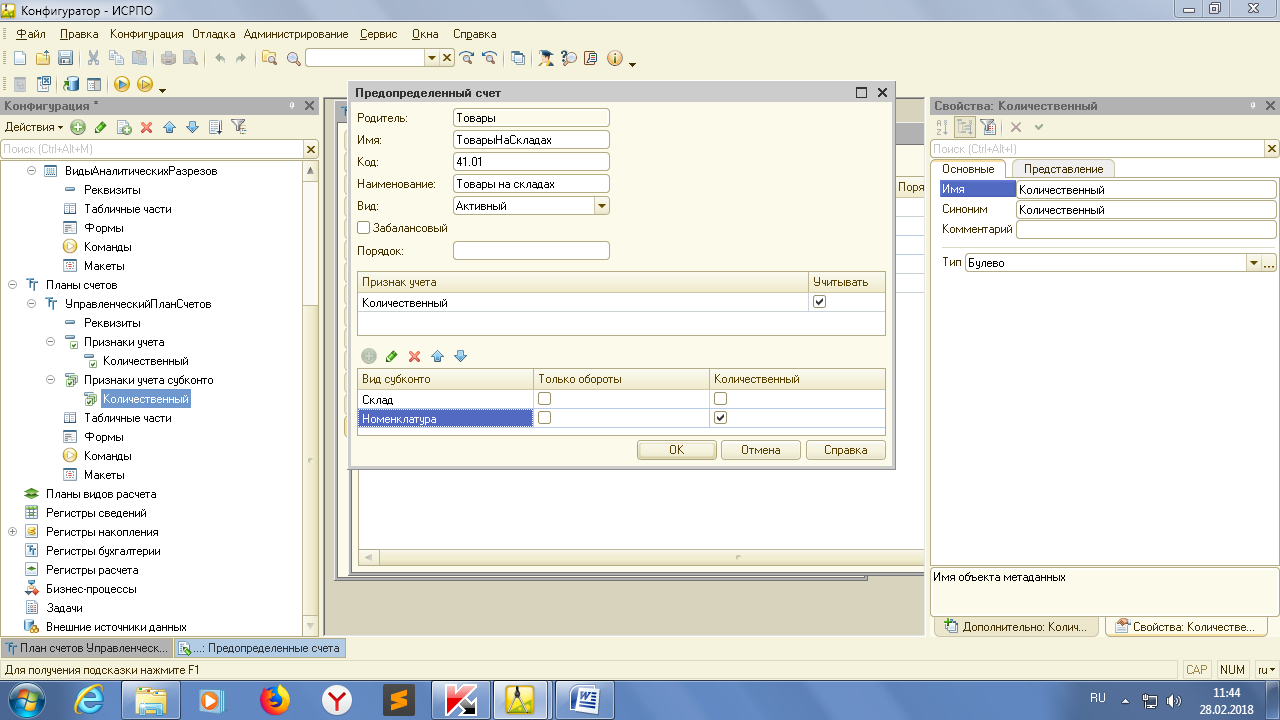 Конфигуратор - ИСРПО
Файл Правка Конфигурация Отладка Администрирование Сервис Окна Справка
Конфигурация *
Действия
Поиск (Ctrl+Alt+M)
ВидыАналитическихРазрезов
Реквизиты
Табличные части
Формы
Команды
Макеты
Планы счетов
УправленческийПланСчетов
Реквизиты
Признаки учета
Количественный
Признаки учета субконто
Количественный
Табличные части
Формы
Команды
Макеты
Планы видов расчета
Регистры сведений
Регистры накопления
Регистры бухгалтерии
Регистры расчета
Бизнес-процессы
Задачи
Внешние источники данных
Предопределенный счет
Родитель: Товары
Имя: ТоварыНаСкладах
Код: 41.01
Наименование: Товары на складах
Вид: Активный
Забалансовый
Порядок:
Признак учета Учитывать
Количественный
Вид субконто Только обороты Количественный
Склад
Номенклатура
OK Отмена Справка
Поря
Свойства: Количественный
Поиск (Ctrl+Alt+I)
Основные Представление
Имя Количественный
Синоним Количественный
Комментарий
Тип Булево
Имя объекта метаданных
Дополнительно: Колич... Свойства: Количестве...
План счетов Управленческ... ...: Предопределенные счета
Для получения подсказки нажмите F1
CAP NUM ru
RU
11:44
28.02.2018